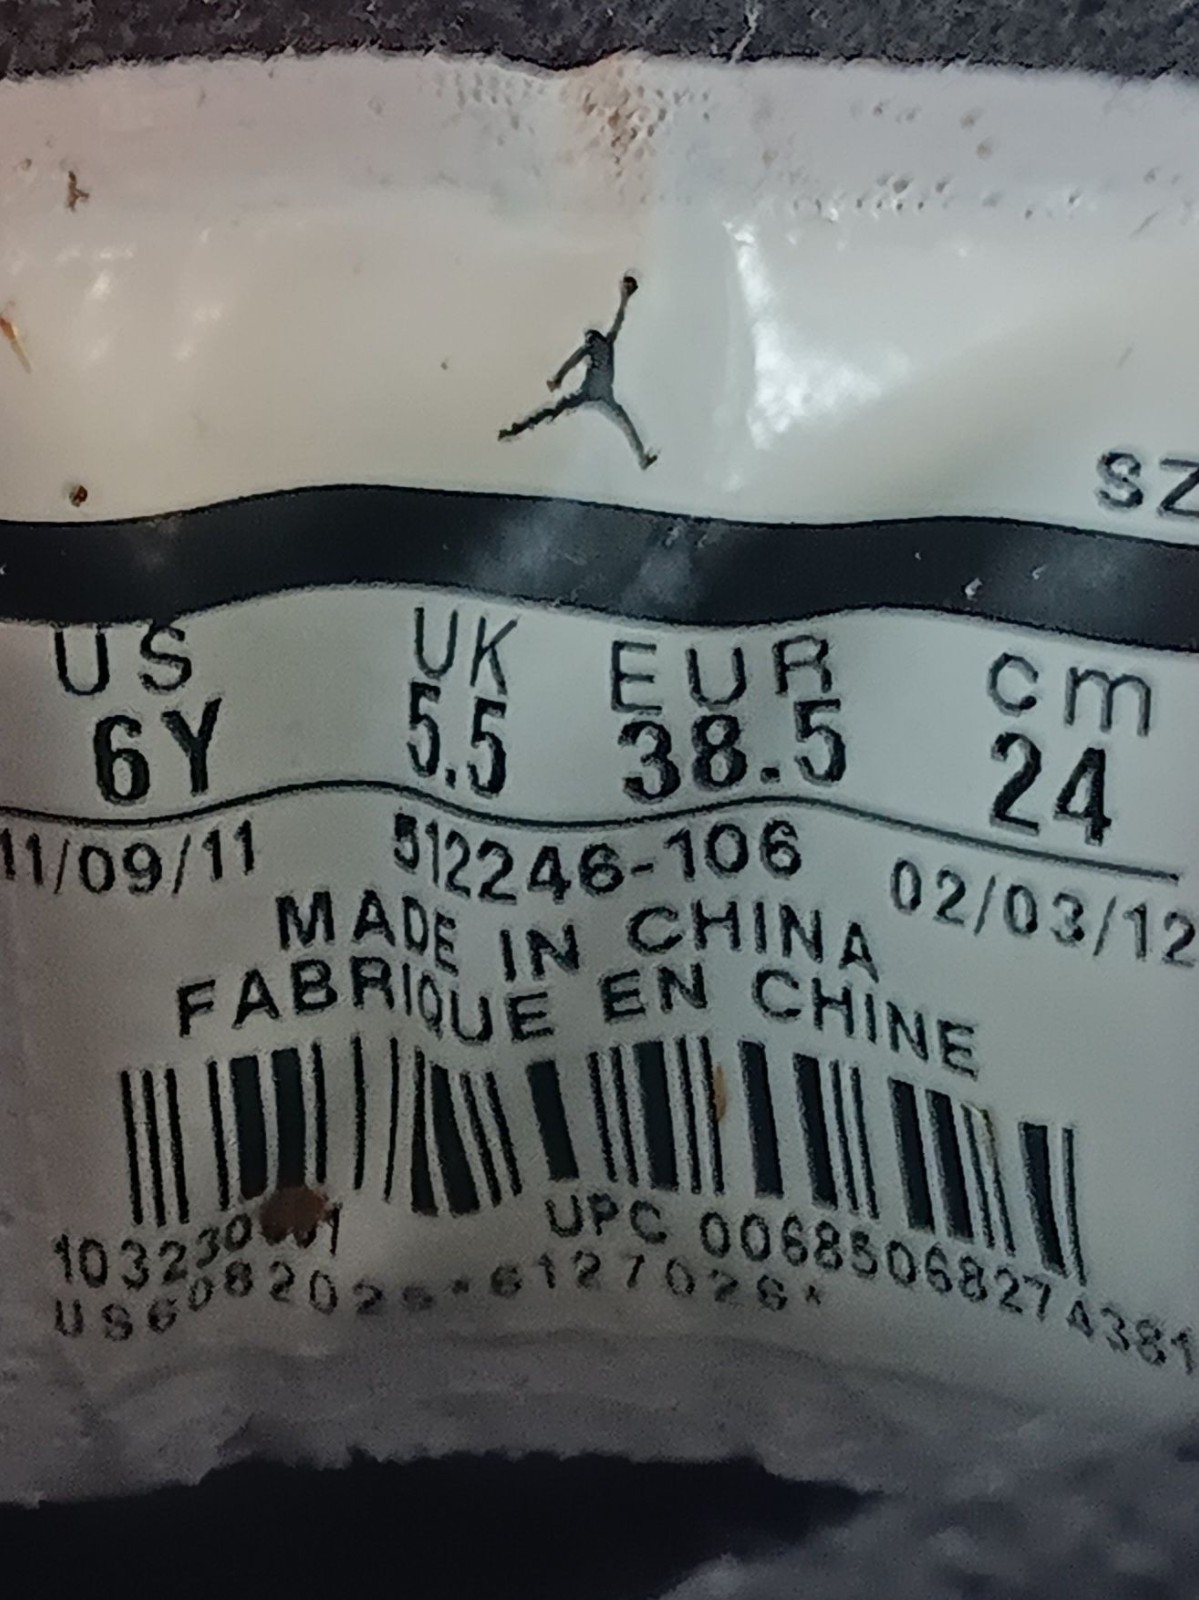 SZ
US UK EUR cm
6Y 5.5 38.5 24
11/09/11 512246-106 02/03/12
MADE IN CHINA
FABRIQUE EN CHINE
UPC 00685068274381